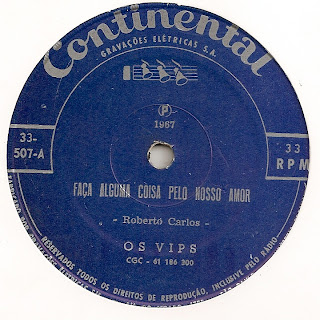 Continental
GRAVAÇÕES ELÉTRICAS S.A.
P
1967
33-
507-A
33
RPM
FAÇA ALGUMA COISA PELO NOSSO AMOR
- Roberto Carlos -
OS VIPS
CGC - 61 186 300
RESERVADOS TODOS OS DIREITOS DE REPRODUÇÃO, INCLUSIVE PELO RÁDIO